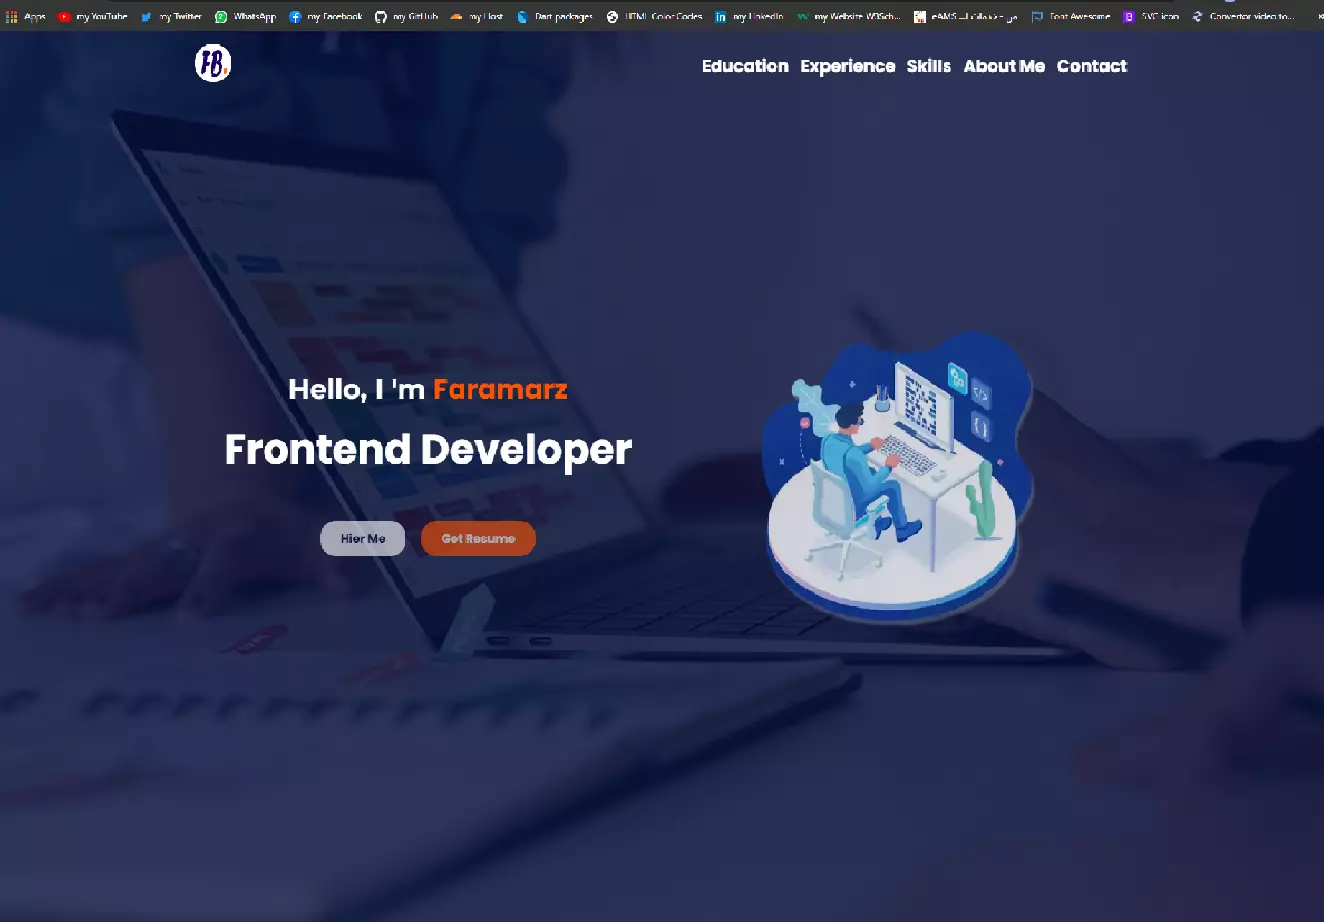 Apps my YouTube my Twitter WhatsApp my Facebook my GitHub my Host Dart packages HTML Color Codes my LinkedIn my Website W3Sch... Font Awesome SVG icon Convertor video to...
FB.
Education Experience Skills About Me Contact
Hello, I 'm Faramarz
Frontend Developer
Hier Me Get Resume